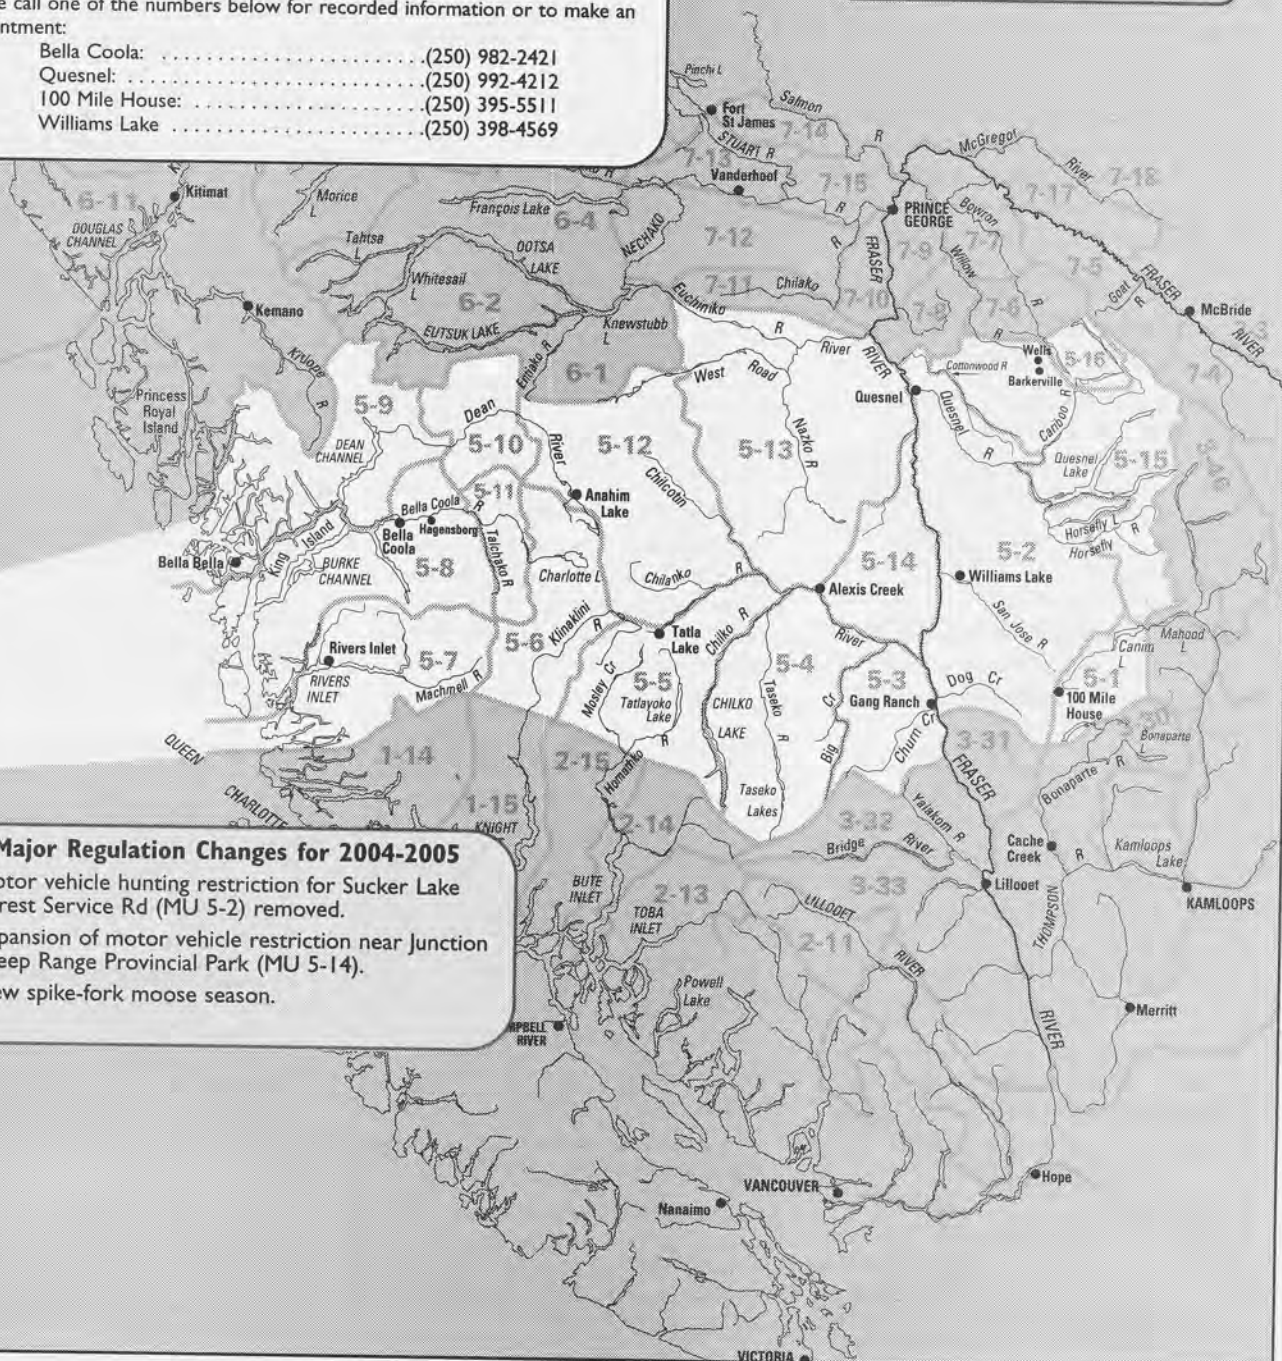 call one of the numbers below for recorded information or to make an
ntment:
Bella Coola: ........................(250) 982-2421
Quesnel: ...........................(250) 992-4212
100 Mile House: .....................(250) 395-5511
Williams Lake .......................(250) 398-4569
Pinchi L
Salmon
Fort
St James
7-14
R
STUART R
7-13
McGregor
River
Vanderhoof
7-15
7-17
7-18
R
Kitimat
6-11
Morice
L
François Lake
6-4
NECHAKO
PRINCE
GEORGE
Bowron
DOUGLAS
CHANNEL
Tahtsa
L
OOTSA
LAKE
7-12
R
FRASER
7-9
7-7
Willow
7-5
Whitesail
L
7-11
Chilako
Goat
R
FRASER
6-2
Euchiniko
7-10
7-8
7-6
R
McBride
Kemano
EUTSUK LAKE
Knewstubb
L
R
River
RIVER
R
RIVER
Kitlope
R
Entiako R
6-1
West
Road
Wells
5-16
Cottonwood R
Barkerville
7-4
Princess
Royal
Island
5-9
Dean
Quesnel
Quesnel
Cariboo R
DEAN
CHANNEL
5-10
River
5-12
5-13
Nazko R
R
Quesnel
Lake
5-15
3-46
Chilcotin
5-11
Anahim
Lake
Bella Coola
R
Bella
Coola
Hagensborg
Horsefly L
R
Horsefly
King
Island
Bella Bella
BURKE
CHANNEL
5-8
Talchako R
Charlotte L
Chilanko
R
5-14
5-2
Williams Lake
Alexis Creek
Klinaklini
R
Tatla
Lake
Chilko R
San Jose R
Rivers Inlet
5-7
5-6
River
Mahood
L
Canim
L
RIVERS
INLET
Machmell R
Mosley Cr
5-5
Tatlayoko
Lake
5-4
Taseko
R
5-3
Gang Ranch
Dog Cr
5-1
100 Mile
House
CHILKO
LAKE
Big
Cr
Churn Cr
3-31
3-30
Bonaparte
L
QUEEN
1-14
2-15
Homathko
R
FRASER
Bonaparte R
CHARLOTTE
1-15
KNIGHT
Taseko
Lakes
Yalakom R
2-14
3-32
Bridge
River
Cache
Creek
R
Kamloops
Lake
Major Regulation Changes for 2004-2005
otor vehicle hunting restriction for Sucker Lake
rest Service Rd (MU 5-2) removed.
pansion of motor vehicle restriction near Junction
eep Range Provincial Park (MU 5-14).
ew spike-fork moose season.
BUTE
INLET
2-13
3-33
Lillooet
KAMLOOPS
TOBA
INLET
LILLOOET
2-11
RIVER
THOMPSON
Powell
Lake
MPBELL
RIVER
RIVER
Merritt
VANCOUVER
Hope
Nanaimo
VICTORIA